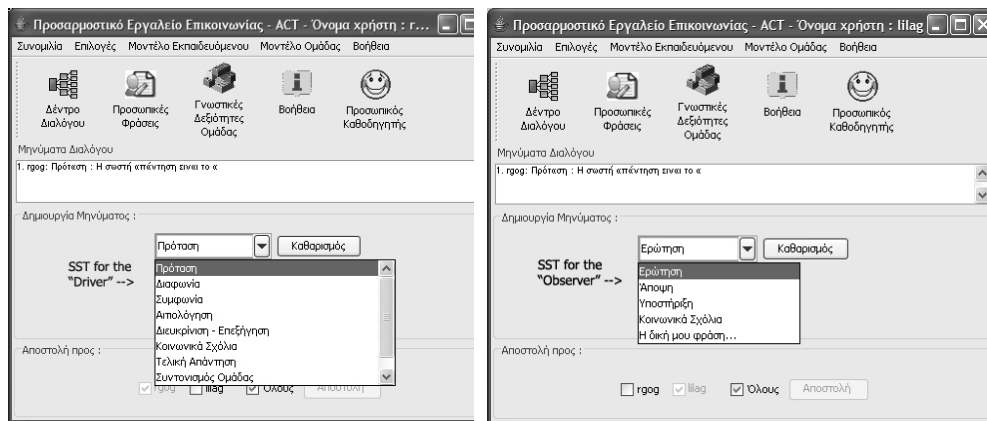 Προσαρμοστικό Εργαλείο Επικοινωνίας - ACT - Όνομα χρήστη : r...
Συνομιλία Επιλογές Μοντέλο Εκπαιδευόμενου Μοντέλο Ομάδας Βοήθεια
Δέντρο Διαλόγου
Προσωπικές Φράσεις
Γνωστικές Δεξιότητες Ομάδας
Βοήθεια
Προσωπικός Καθοδηγητής
Μηνύματα Διαλόγου
1. rgog: Πρόταση : Η σωστή απάντηση ειναι το α
Δημιουργία Μηνύματος :
Πρόταση
Καθαρισμός
SST for the
"Driver" -->
Πρόταση
Διαφωνία
Συμφωνία
Αιτιολόγηση
Διευκρίνιση - Επεξήγηση
Κοινωνικά Σχόλια
Τελική Απάντηση
Συντονισμός Ομάδας
Αποστολή προς :
rgog lilag Όλους Αποστολή
Προσαρμοστικό Εργαλείο Επικοινωνίας - ACT - Όνομα χρήστη : lilag
Συνομιλία Επιλογές Μοντέλο Εκπαιδευόμενου Μοντέλο Ομάδας Βοήθεια
Δέντρο Διαλόγου
Προσωπικές Φράσεις
Γνωστικές Δεξιότητες Ομάδας
Βοήθεια
Προσωπικός Καθοδηγητής
Μηνύματα Διαλόγου
1. rgog: Πρόταση : Η σωστή απάντηση ειναι το α
Δημιουργία Μηνύματος :
Ερώτηση
Καθαρισμός
SST for the
"Observer" -->
Ερώτηση
Άποψη
Υποστήριξη
Κοινωνικά Σχόλια
Η δική μου φράση...
Αποστολή προς :
rgog lilag Όλους Αποστολή